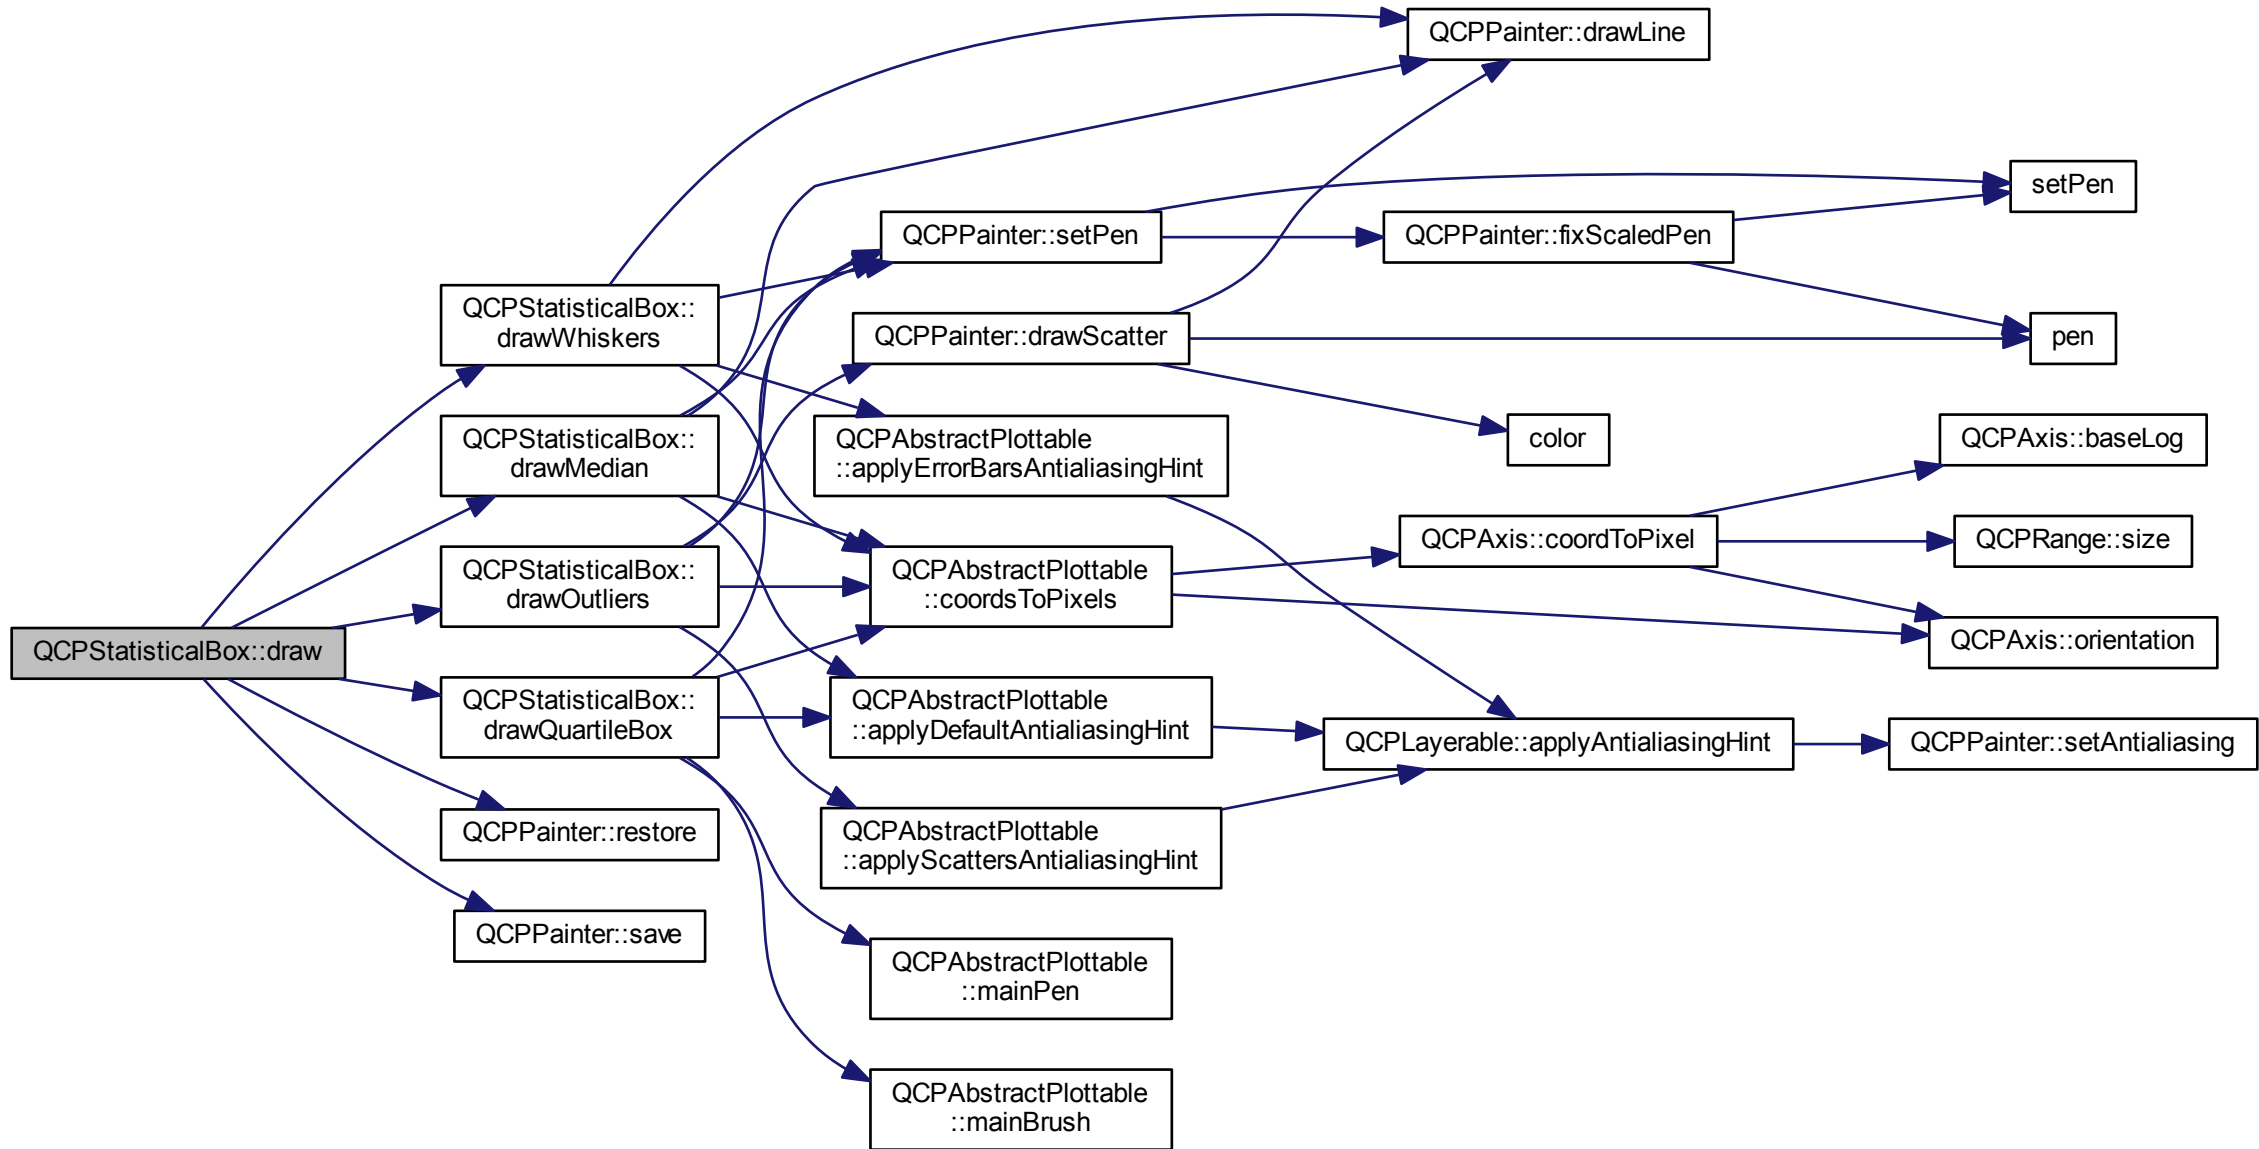 QCPStatisticalBox::draw
QCPStatisticalBox::
drawWhiskers
QCPStatisticalBox::
drawMedian
QCPStatisticalBox::
drawOutliers
QCPStatisticalBox::
drawQuartileBox
QCPPainter::restore
QCPPainter::save
QCPPainter::setPen
QCPPainter::drawScatter
QCPAbstractPlottable
::applyErrorBarsAntialiasingHint
QCPAbstractPlottable
::coordsToPixels
QCPAbstractPlottable
::applyDefaultAntialiasingHint
QCPAbstractPlottable
::applyScattersAntialiasingHint
QCPAbstractPlottable
::mainPen
QCPAbstractPlottable
::mainBrush
QCPPainter::drawLine
QCPPainter::fixScaledPen
color
QCPAxis::coordToPixel
QCPLayerable::applyAntialiasingHint
setPen
pen
QCPAxis::baseLog
QCPRange::size
QCPAxis::orientation
QCPPainter::setAntialiasing